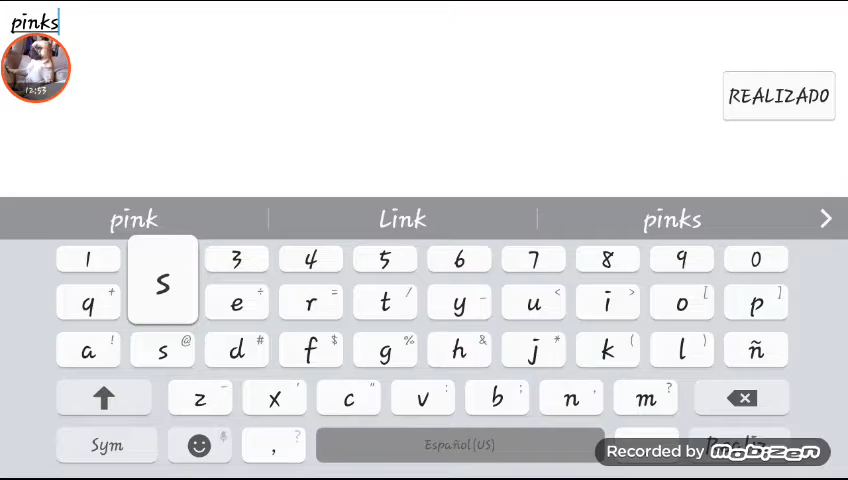 pinks
12:53
REALIZADO
pink Link pinks
1 s 3 4 5 6 7 8 9 0
q + e ÷ r = t / y _ u < i > o [ p ]
a ! s @ d # f $ g % h & j * k ( l ) ñ
z - x ' c " v : b ; n , m ?
Sym , ? Español(US)
Recorded by mobizen